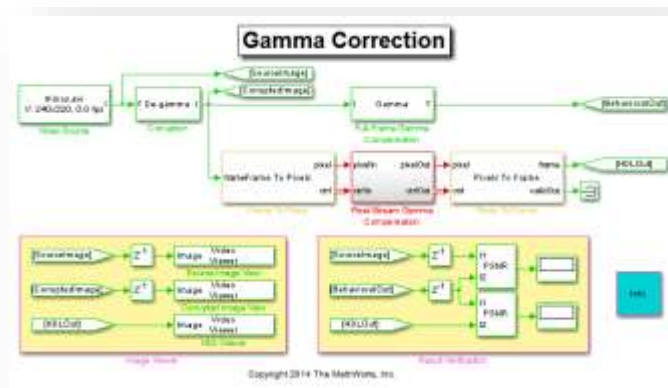 Gamma Correction
[SourceImage]
[CorruptedImage]
V: 240x320,
De-gamma
Gamma
[BehavioralOut]
Video Source
Corruption
Full-Frame Gamma
Compensation
Frame To Pixels
pixel
ctrl
pixelIn
pixelOut
ctrlIn
ctrlOut
pixel
ctrl
Pixels To Frame
frame
validOut
[HDLOut]
Frame To Pixels
Pixel-Stream Gamma
Compensation
Pixels To Frame
[SourceImage]
Image
Video
Viewer
Source Image View
[CorruptedImage]
Image
Video
Viewer
Corrupted Image View
[HDLOut]
Image
Video
Viewer
Image Viewer
[SourceImage]
[BehavioralOut]
[HDLOut]
PSNR
PSNR
Result Verification
Info
Copyright 2014 The MathWorks, Inc.